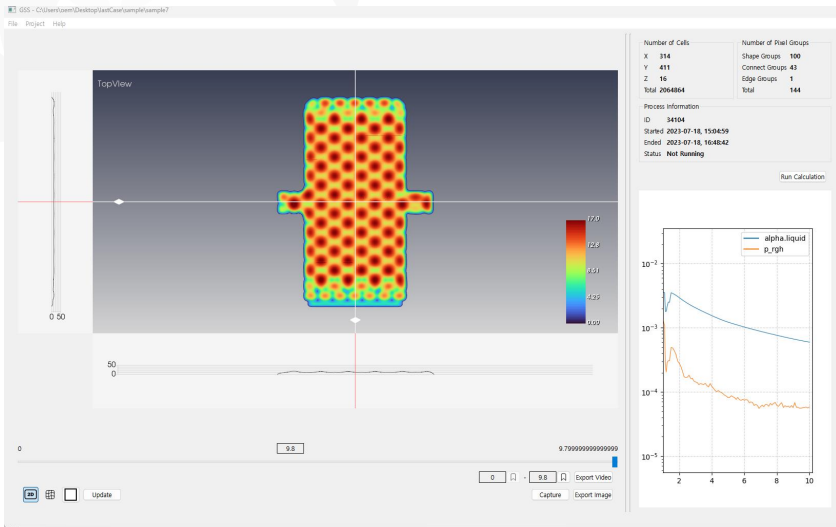 GSS - C:\Users\sem\Desktop\lastCase\sample\sample7
File Project Help
TopView
17.0
12.8
8.51
4.25
0.00
0 50
50
0
0
9.8
9.799999999999999
0 - 9.8 Export Video
2D Update Capture Export Image
Number of Cells
X 314
Y 411
Z 16
Total 2064864
Number of Pixel Groups
Shape Groups 100
Connect Groups 43
Edge Groups 1
Total 144
Process Information
ID 34104
Started 2023-07-18, 15:04:59
Ended 2023-07-18, 16:48:42
Status Not Running
Run Calculation
alpha.liquid
p_rgh
10⁻²
10⁻³
10⁻⁴
10⁻⁵
2 4 6 8 10